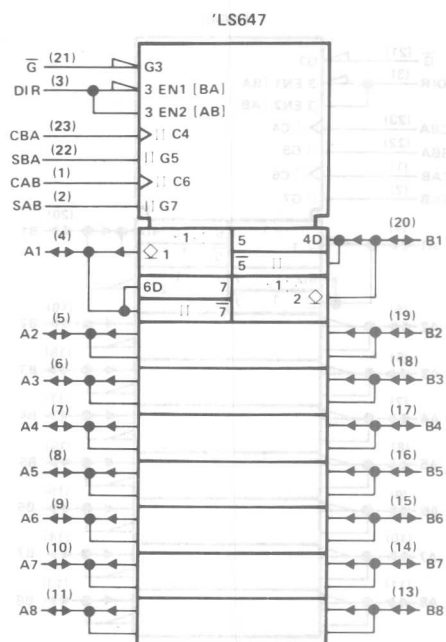 'LS647
G̅ (21) G3
DIR (3) 3 EN1 [BA]
3 EN2 [AB]
CBA (23) C4
SBA (22) G5
CAB (1) C6
SAB (2) G7
A1 (4) 1 1 5 4D (20) B1
5̅
6D 7 1 2
7̅
A2 (5) (19) B2
A3 (6) (18) B3
A4 (7) (17) B4
A5 (8) (16) B5
A6 (9) (15) B6
A7 (10) (14) B7
A8 (11) (13) B8